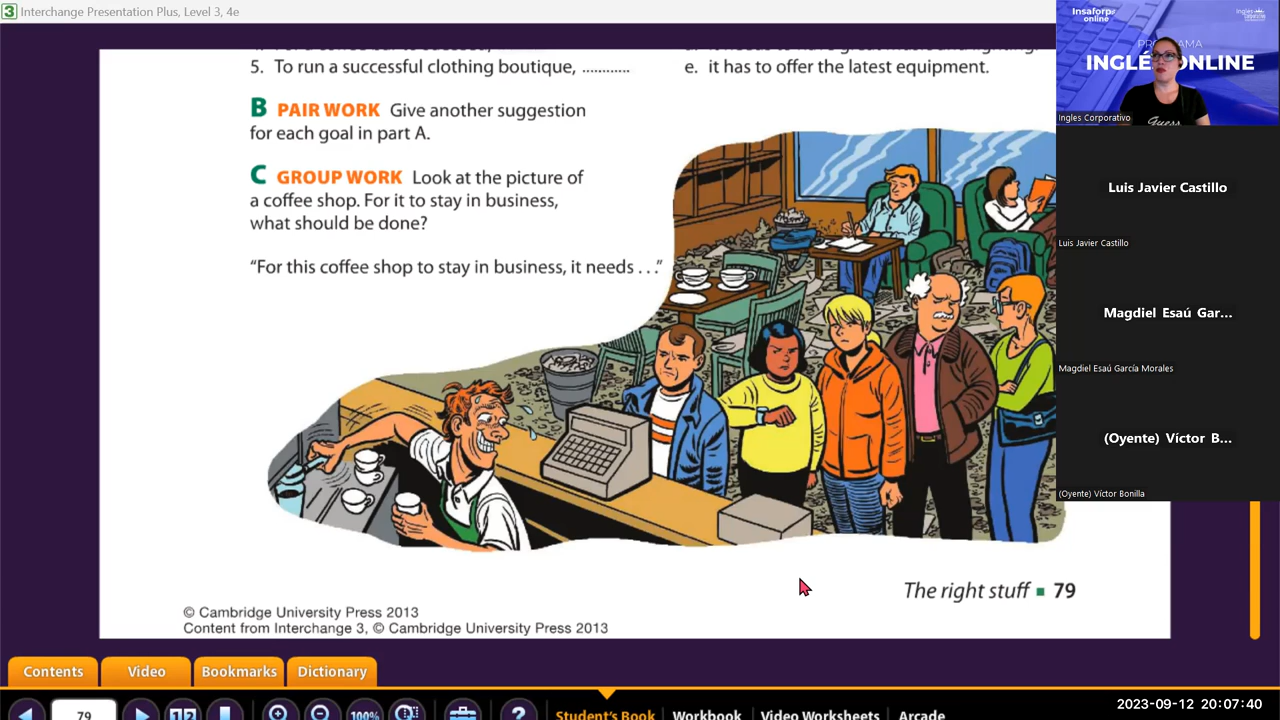 Interchange Presentation Plus, Level 3, 4e
5. To run a successful clothing boutique, ............
e. it has to offer the latest equipment.
B PAIR WORK Give another suggestion
for each goal in part A.
C GROUP WORK Look at the picture of
a coffee shop. For it to stay in business,
what should be done?
“For this coffee shop to stay in business, it needs . . .”
The right stuff ▪ 79
© Cambridge University Press 2013
Content from Interchange 3, © Cambridge University Press 2013
Contents
Video
Bookmarks
Dictionary
79
1|2
100%
?
Student's Book
Workbook
Video Worksheets
Arcade
Insaforp
online
Inglés
Ingles Corporativo
Luis Javier Castillo
Luis Javier Castillo
Magdiel Esaú Gar...
Magdiel Esaú García Morales
(Oyente) Víctor B...
(Oyente) Víctor Bonilla
2023-09-12 20:07:40